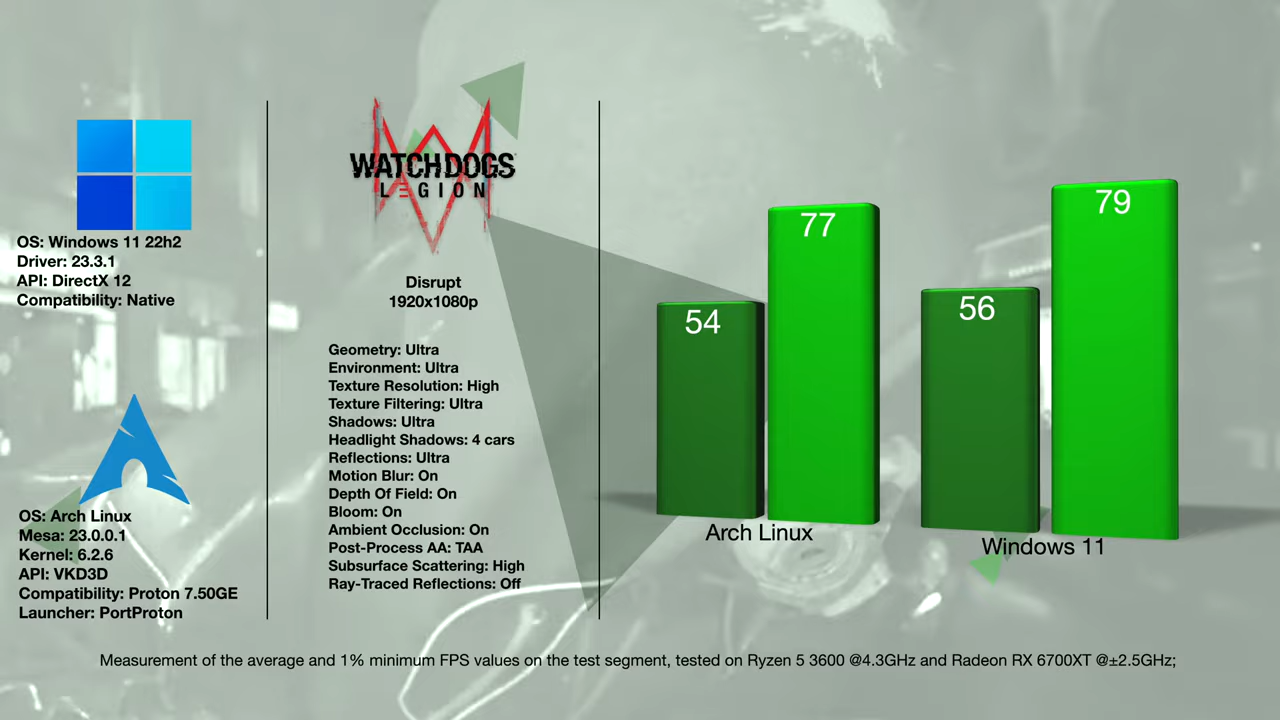 OS: Windows 11 22h2
Driver: 23.3.1
API: DirectX 12
Compatibility: Native
OS: Arch Linux
Mesa: 23.0.0.1
Kernel: 6.2.6
API: VKD3D
Compatibility: Proton 7.50GE
Launcher: PortProton
WATCH DOGS
LEGION
Disrupt
1920x1080p
Geometry: Ultra
Environment: Ultra
Texture Resolution: High
Texture Filtering: Ultra
Shadows: Ultra
Headlight Shadows: 4 cars
Reflections: Ultra
Motion Blur: On
Depth Of Field: On
Bloom: On
Ambient Occlusion: On
Post-Process AA: TAA
Subsurface Scattering: High
Ray-Traced Reflections: Off
54
77
Arch Linux
56
79
Windows 11
Measurement of the average and 1% minimum FPS values on the test segment, tested on Ryzen 5 3600 @4.3GHz and Radeon RX 6700XT @±2.5GHz;